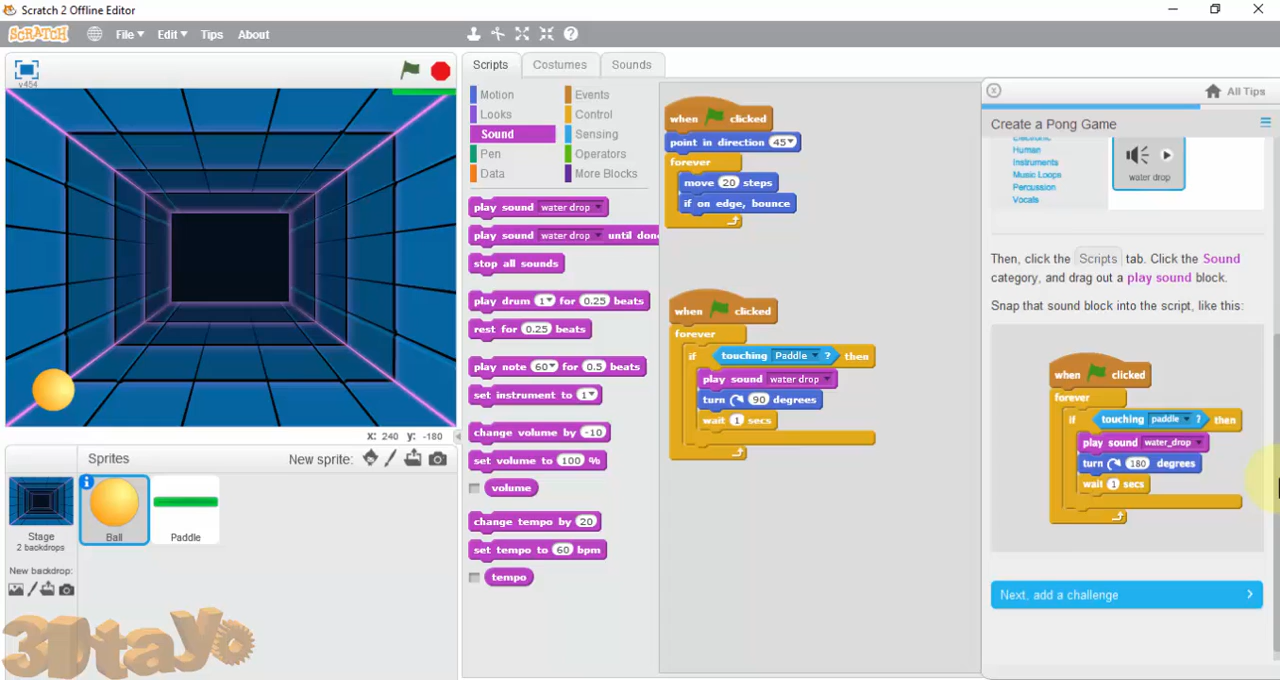 Scratch 2 Offline Editor
SCRATCH File Edit Tips About
v454
Scripts Costumes Sounds
Motion Events
Looks Control
Sound Sensing
Pen Operators
Data More Blocks
play sound water drop
play sound water drop until done
stop all sounds
play drum 1 for 0.25 beats
rest for 0.25 beats
play note 60 for 0.5 beats
set instrument to 1
change volume by -10
set volume to 100 %
volume
change tempo by 20
set tempo to 60 bpm
tempo
when clicked
point in direction 45
forever
move 20 steps
if on edge, bounce
when clicked
forever
if touching Paddle ? then
play sound water drop
turn 90 degrees
wait 1 secs
x: 240 y: -180
Sprites New sprite:
Stage
2 backdrops
New backdrop:
i
Ball
Paddle
3DtaYo
All Tips
Create a Pong Game
Electronic
Human
Instruments
Music Loops
Percussion
Vocals
water drop
Then, click the Scripts tab. Click the Sound
category, and drag out a play sound block.
Snap that sound block into the script, like this:
when clicked
forever
if touching paddle ? then
play sound water_drop
turn 180 degrees
wait 1 secs
Next, add a challenge